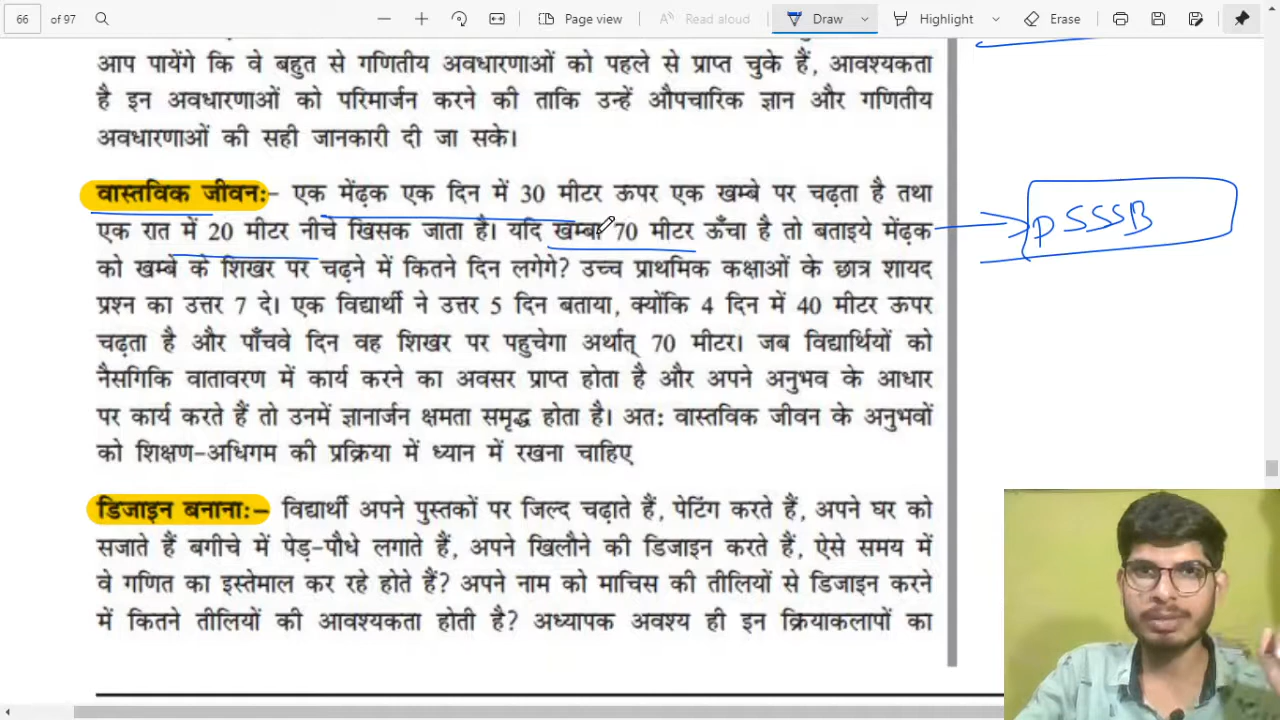 66 of 97 Page view Read aloud Draw Highlight Erase
आप पायेंगे कि वे बहुत से गणितीय अवधारणाओं को पहले से प्राप्त चुके हैं, आवश्यकता
है इन अवधारणाओं को परिमार्जन करने की ताकि उन्हें औपचारिक ज्ञान और गणितीय
अवधारणाओं की सही जानकारी दी जा सके।
वास्तविक जीवन:- एक मेंढ़क एक दिन में 30 मीटर ऊपर एक खम्बे पर चढ़ता है तथा
एक रात में 20 मीटर नीचे खिसक जाता है। यदि खम्बा 70 मीटर ऊँचा है तो बताइये मेंढ़क
pSSSB
को खम्बे के शिखर पर चढ़ने में कितने दिन लगेगे? उच्च प्राथमिक कक्षाओं के छात्र शायद
प्रश्न का उत्तर 7 दे। एक विद्यार्थी ने उत्तर 5 दिन बताया, क्योंकि 4 दिन में 40 मीटर ऊपर
चढ़ता है और पाँचवे दिन वह शिखर पर पहुचेगा अर्थात् 70 मीटर। जब विद्यार्थियों को
नैसगिकि वातावरण में कार्य करने का अवसर प्राप्त होता है और अपने अनुभव के आधार
पर कार्य करते हैं तो उनमें ज्ञानार्जन क्षमता समृद्ध होता है। अत: वास्तविक जीवन के अनुभवों
को शिक्षण-अधिगम की प्रक्रिया में ध्यान में रखना चाहिए
डिजाइन बनाना:- विद्यार्थी अपने पुस्तकों पर जिल्द चढ़ाते हैं, पेटिंग करते हैं, अपने घर को
सजाते हैं बगीचे में पेड़-पौधे लगाते हैं, अपने खिलौने की डिजाइन करते हैं, ऐसे समय में
वे गणित का इस्तेमाल कर रहे होते हैं? अपने नाम को माचिस की तीलियों से डिजाइन करने
में कितने तीलियों की आवश्यकता होती है? अध्यापक अवश्य ही इन क्रियाकलापों का